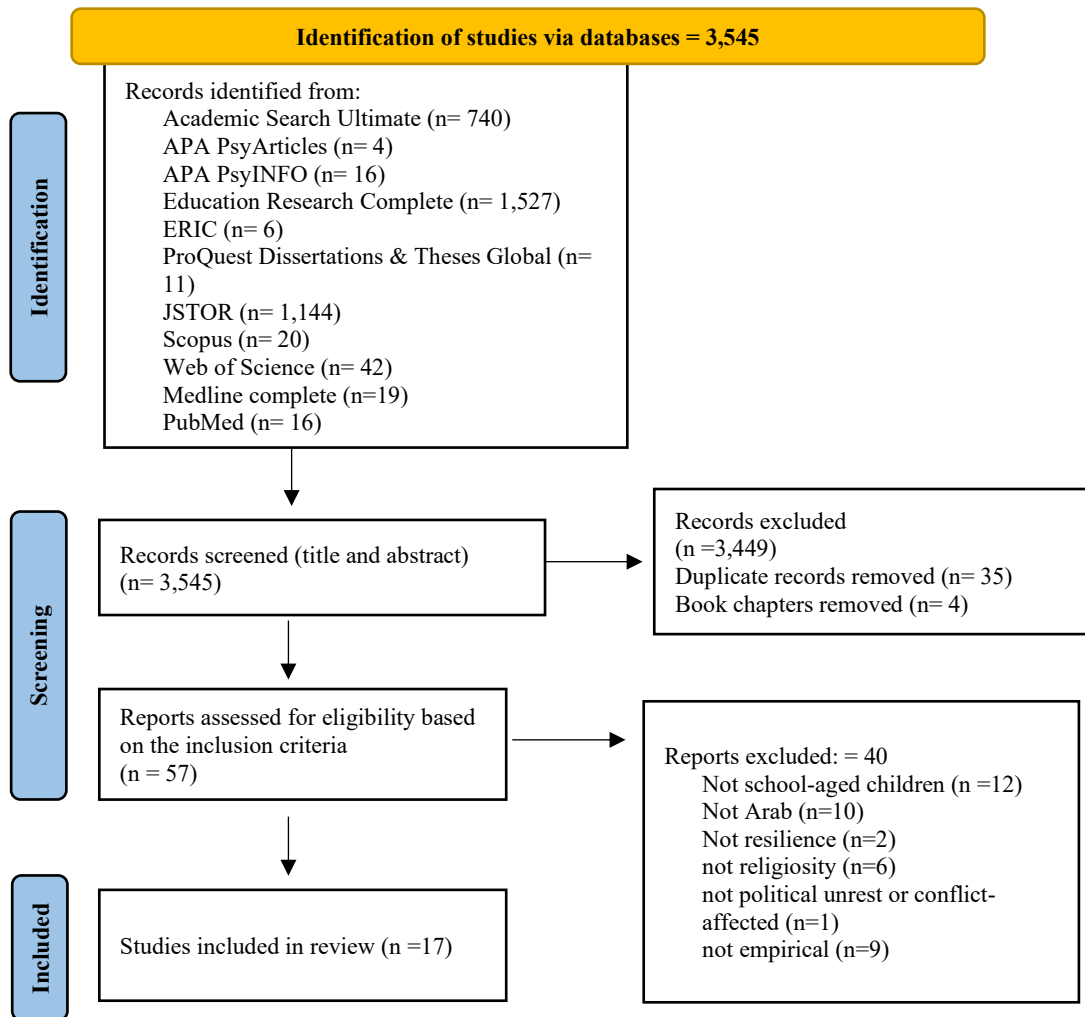 Identification of studies via databases = 3,545
Identification
Records identified from:
Academic Search Ultimate (n= 740)
APA PsyArticles (n= 4)
APA PsyINFO (n= 16)
Education Research Complete (n= 1,527)
ERIC (n= 6)
ProQuest Dissertations & Theses Global (n=
11)
JSTOR (n= 1,144)
Scopus (n= 20)
Web of Science (n= 42)
Medline complete (n=19)
PubMed (n= 16)
Screening
Records screened (title and abstract)
(n= 3,545)
Records excluded
(n =3,449)
Duplicate records removed (n= 35)
Book chapters removed (n= 4)
Reports assessed for eligibility based
on the inclusion criteria
(n = 57)
Reports excluded: = 40
Not school-aged children (n =12)
Not Arab (n=10)
Not resilience (n=2)
not religiosity (n=6)
not political unrest or conflict-
affected (n=1)
not empirical (n=9)
Included
Studies included in review (n =17)